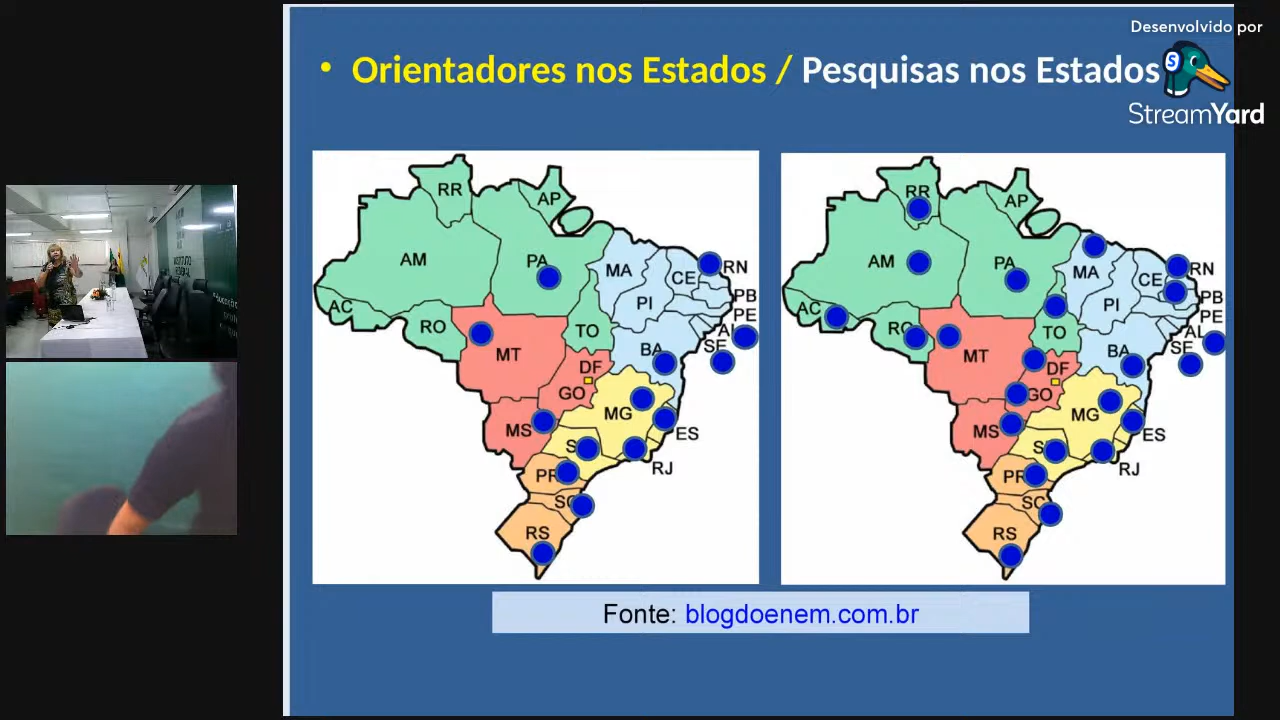 Desenvolvido por
StreamYard
• Orientadores nos Estados / Pesquisas nos Estados
RR
AP
AM
PA
MA
CE
RN
PB
PE
AL
SE
PI
AC
RO
TO
MT
BA
DF
GO
MG
MS
ES
RJ
PR
SC
RS
RR
AP
AM
PA
MA
CE
RN
PB
PE
AL
SE
PI
AC
TO
MT
BA
DF
GO
MG
MS
ES
RJ
PR
SC
RS
Fonte: blogdoenem.com.br